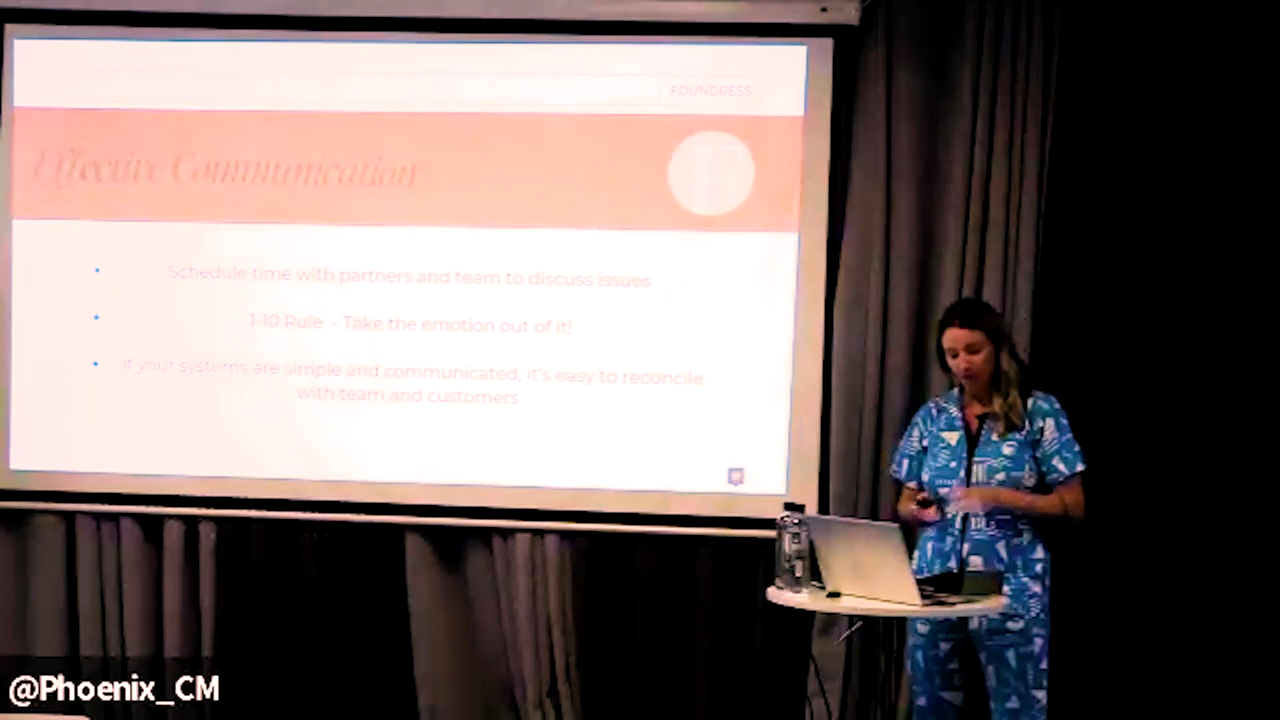 FOUNDRESS
Effective Communication
Schedule time with partners and team to discuss issues
1-10 Rule - Take the emotion out of it!
If your systems are simple and communicated, it's easy to reconcile
with team and customers
@Phoenix_CM